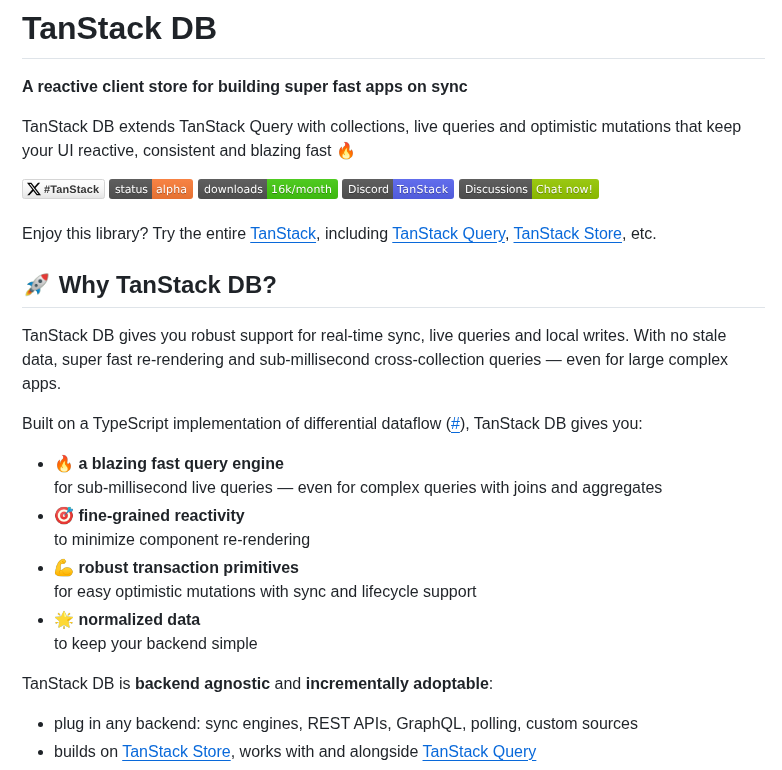 TanStack DB
A reactive client store for building super fast apps on sync
TanStack DB extends TanStack Query with collections, live queries and optimistic mutations that keep
your UI reactive, consistent and blazing fast 🔥
#TanStack status alpha downloads 16k/month Discord TanStack Discussions Chat now!
Enjoy this library? Try the entire TanStack, including TanStack Query, TanStack Store, etc.
🚀 Why TanStack DB?
TanStack DB gives you robust support for real-time sync, live queries and local writes. With no stale
data, super fast re-rendering and sub-millisecond cross-collection queries — even for large complex
apps.
Built on a TypeScript implementation of differential dataflow (#), TanStack DB gives you:
• 🔥 a blazing fast query engine
for sub-millisecond live queries — even for complex queries with joins and aggregates
• 🎯 fine-grained reactivity
to minimize component re-rendering
• 💪 robust transaction primitives
for easy optimistic mutations with sync and lifecycle support
• 🌟 normalized data
to keep your backend simple
TanStack DB is backend agnostic and incrementally adoptable:
• plug in any backend: sync engines, REST APIs, GraphQL, polling, custom sources
• builds on TanStack Store, works with and alongside TanStack Query